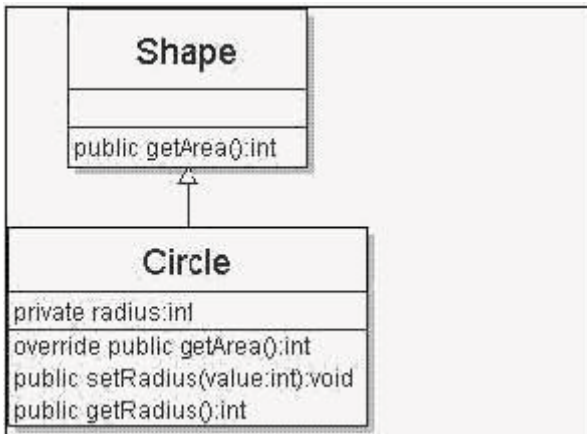 Shape
public getArea():int
Circle
private radius:int
override public getArea():int
public setRadius(value:int):void
public getRadius():int